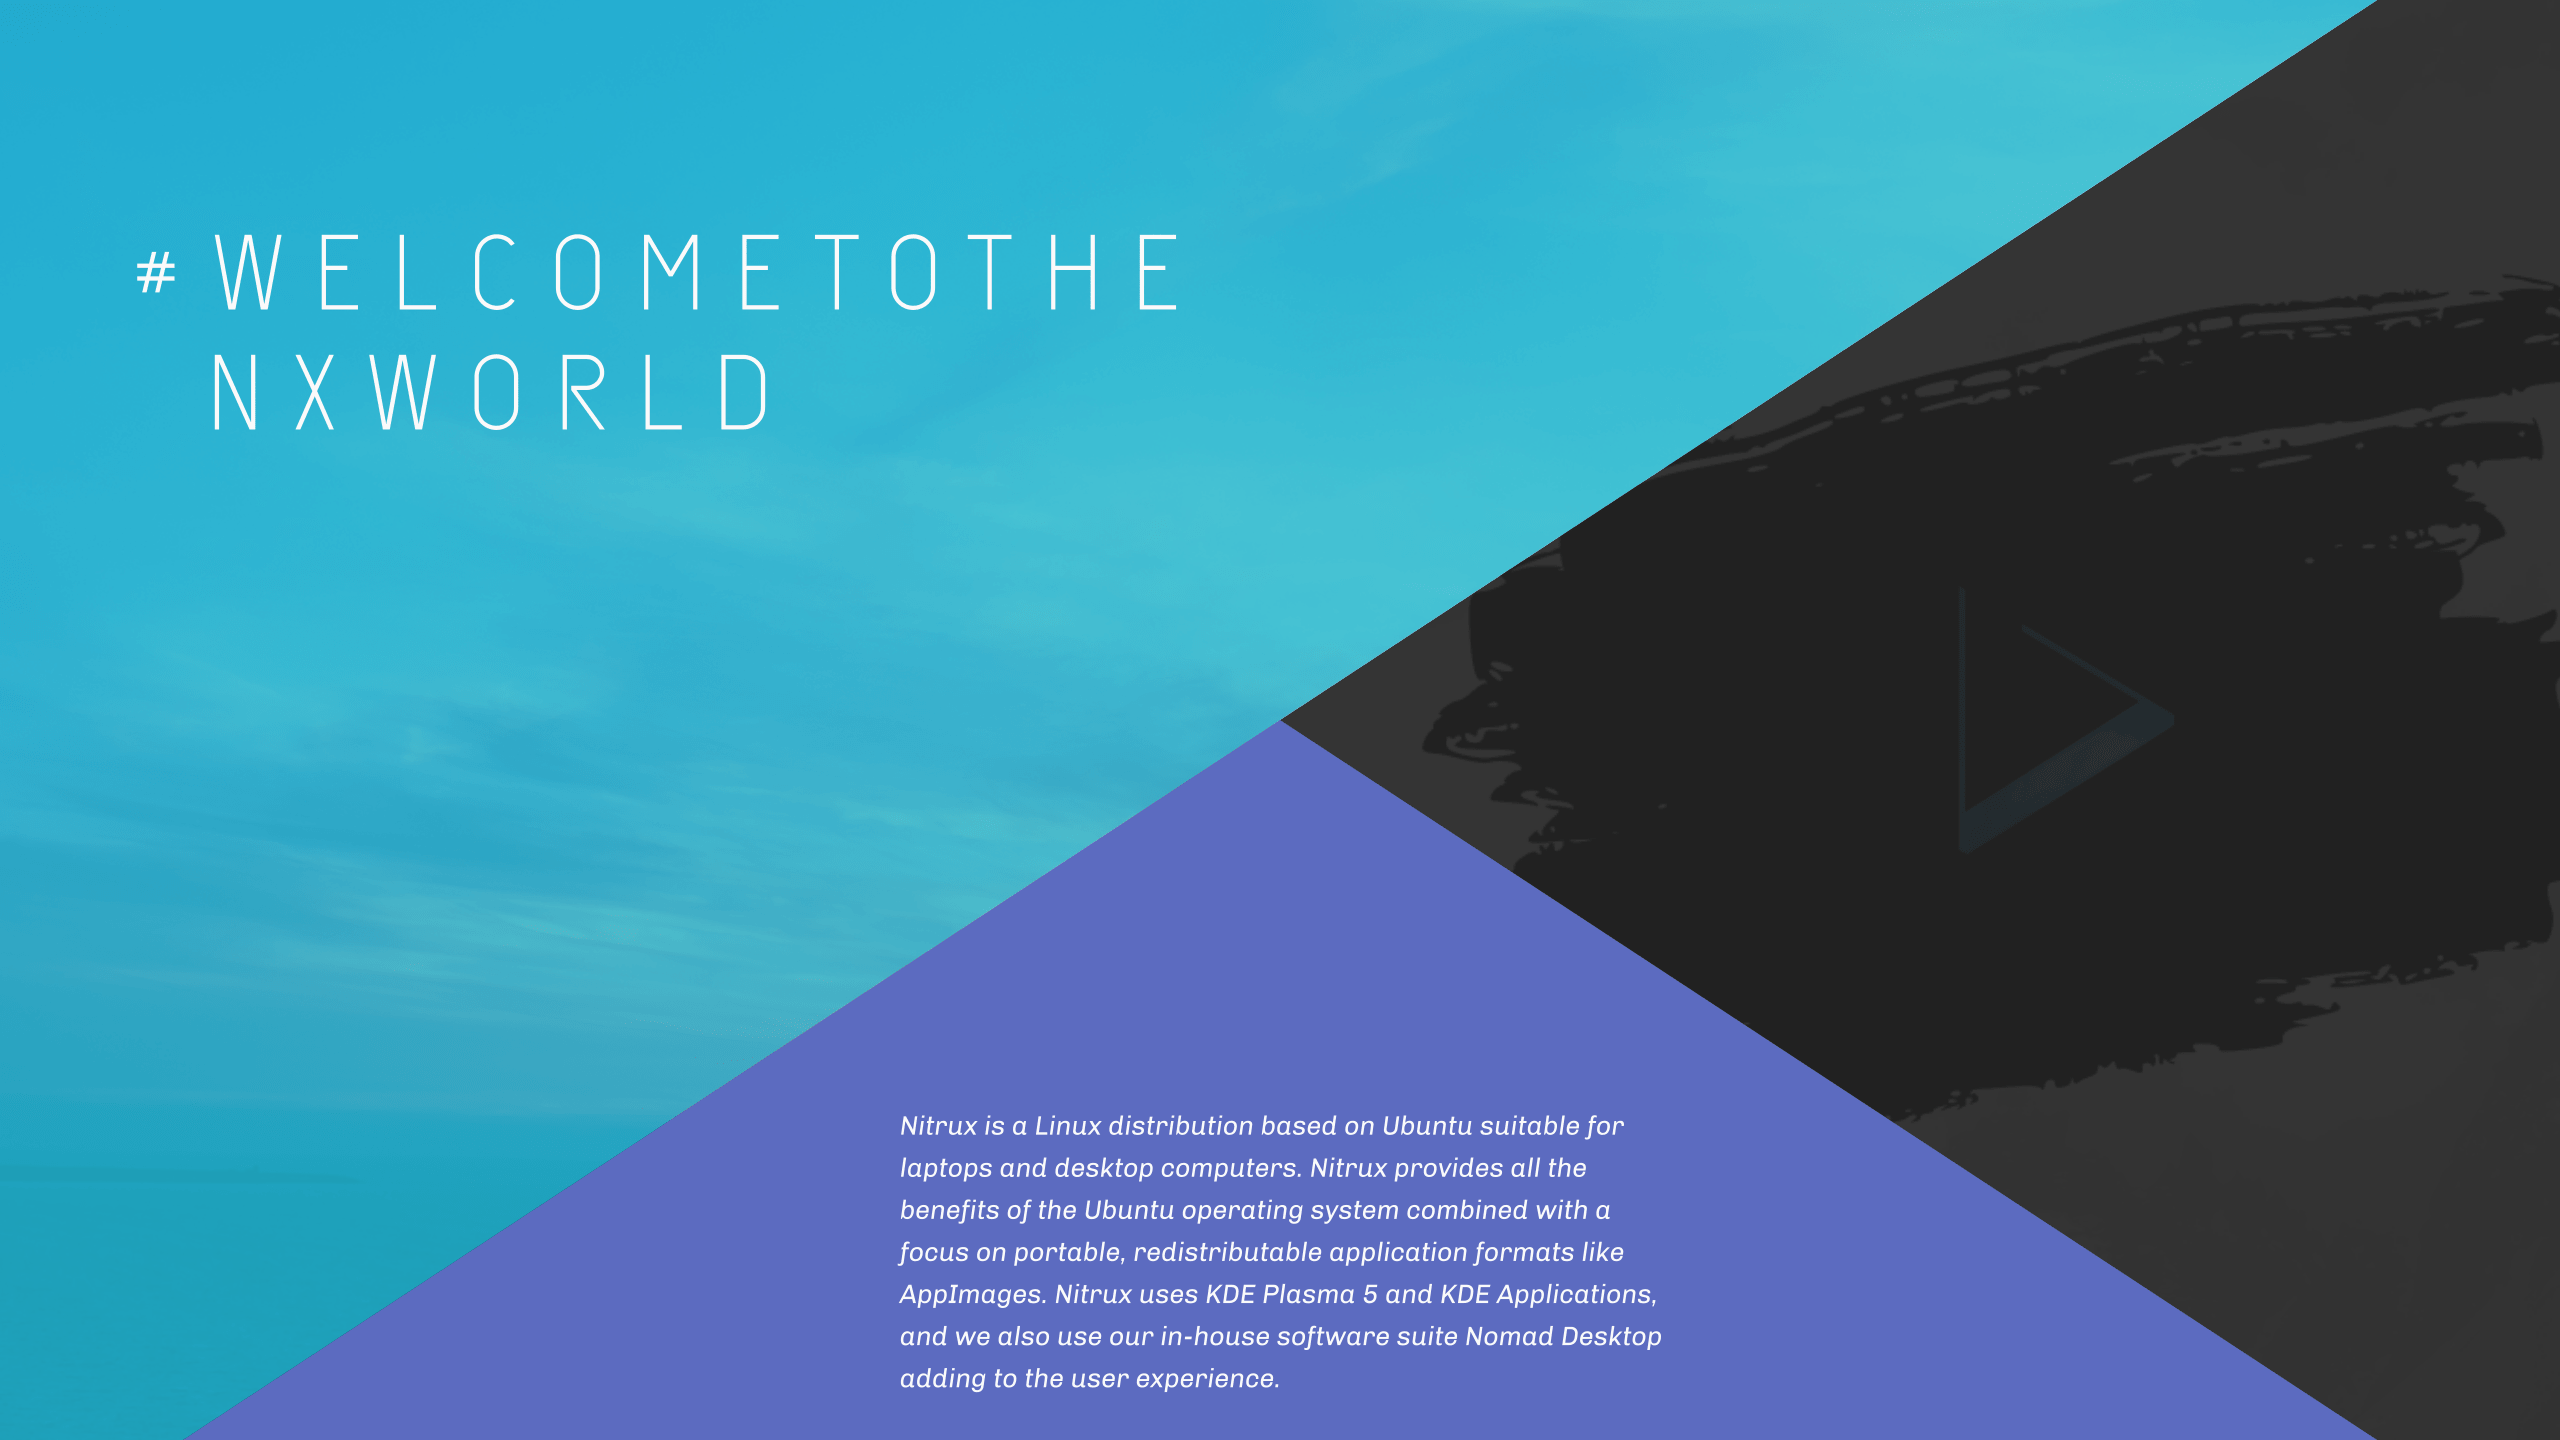 #WELCOMETOTHE
NXWORLD
Nitrux is a Linux distribution based on Ubuntu suitable for
laptops and desktop computers. Nitrux provides all the
benefits of the Ubuntu operating system combined with a
focus on portable, redistributable application formats like
AppImages. Nitrux uses KDE Plasma 5 and KDE Applications,
and we also use our in-house software suite Nomad Desktop
adding to the user experience.